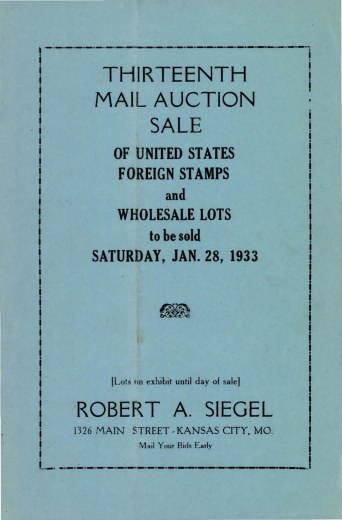 THIRTEENTH
MAIL AUCTION
SALE
OF UNITED STATES
FOREIGN STAMPS
and
WHOLESALE LOTS
to be sold
SATURDAY, JAN. 28, 1933
[Lots on exhibit until day of sale]
ROBERT A. SIEGEL
1326 MAIN STREET - KANSAS CITY, MO.
Mail Your Bids Early